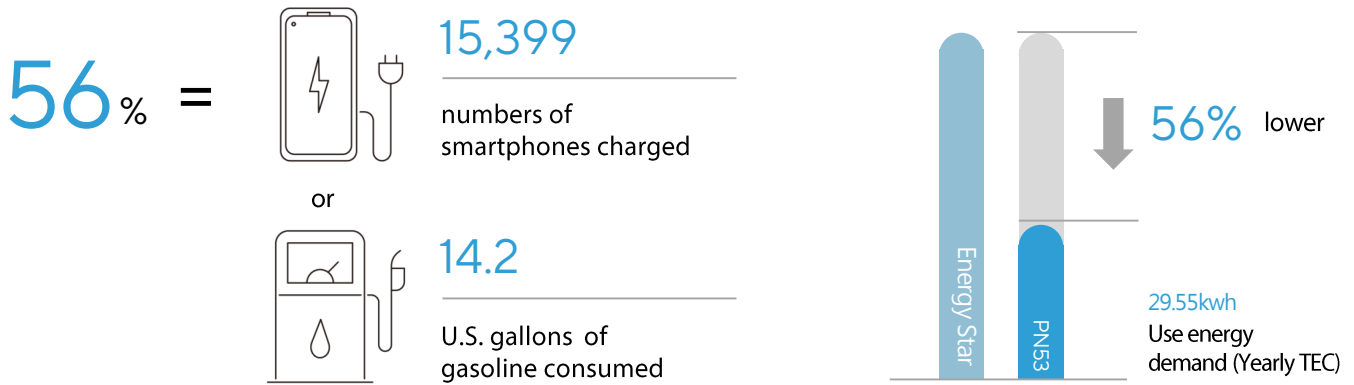 56 % =
15,399
numbers of
smartphones charged
or
14.2
U.S. gallons of
gasoline consumed
Energy Star
PN53
56% lower
29.55kwh
Use energy
demand (Yearly TEC)